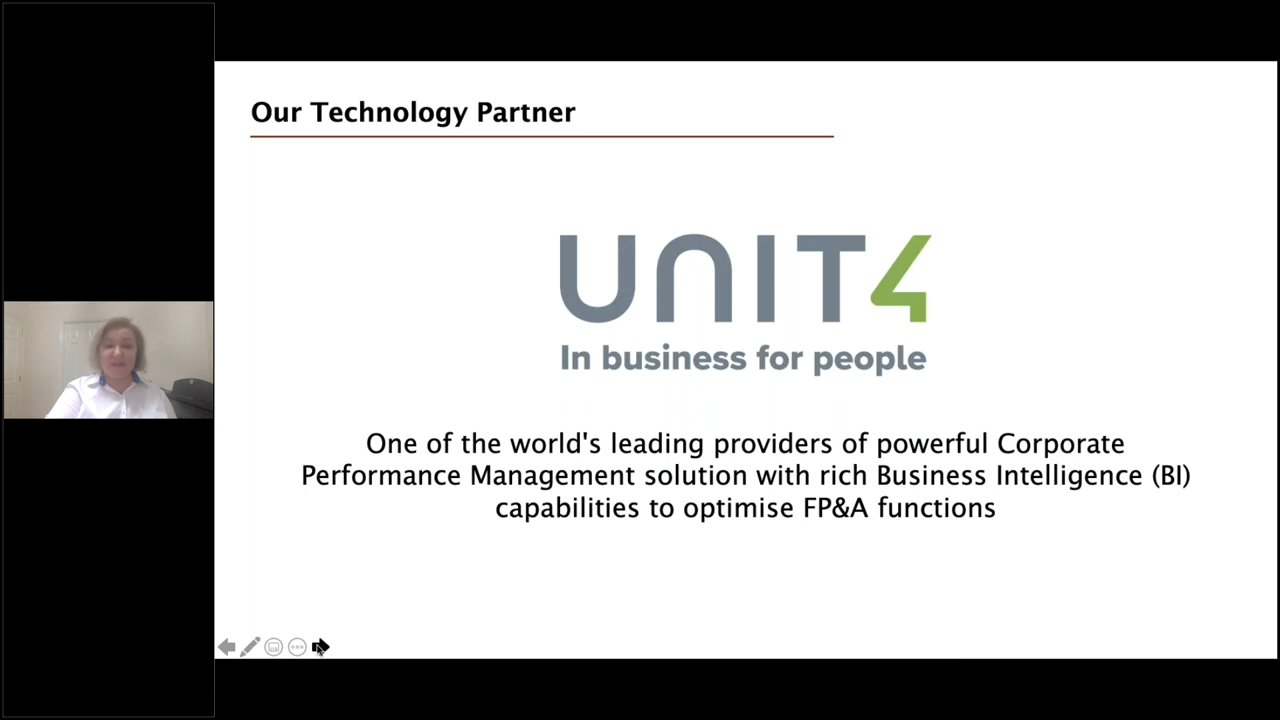 Our Technology Partner
UNIT4
In business for people
One of the world's leading providers of powerful Corporate
Performance Management solution with rich Business Intelligence (BI)
capabilities to optimise FP&A functions